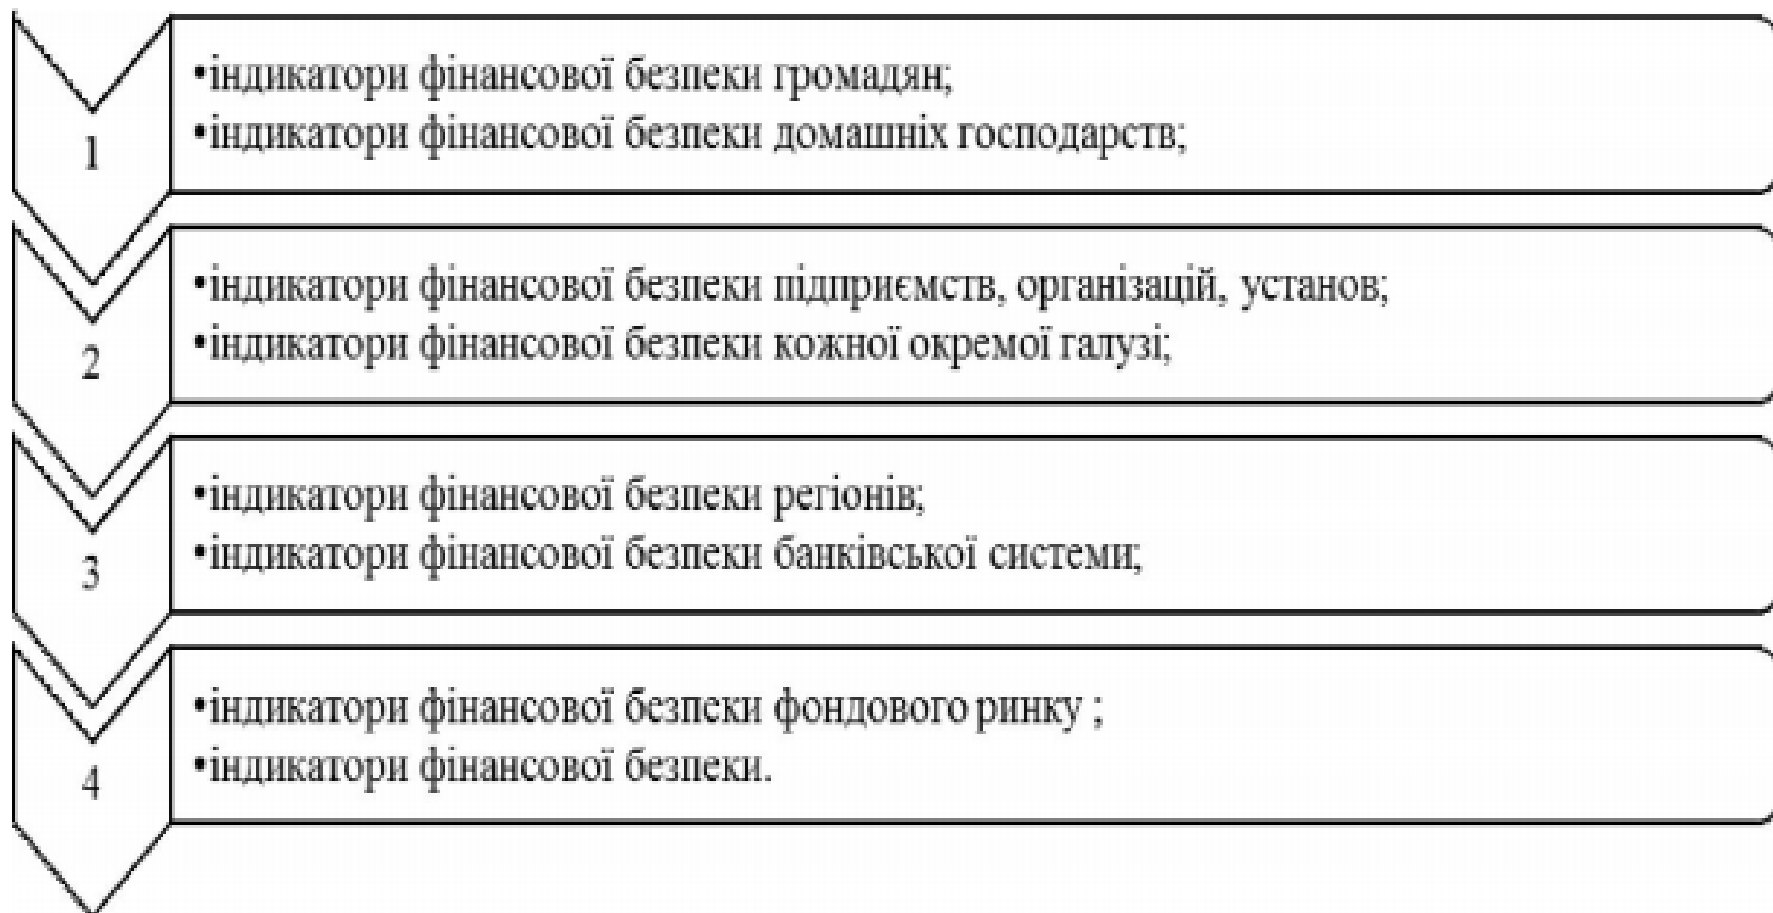 1
•індикатори фінансової безпеки громадян;
•індикатори фінансової безпеки домашніх господарств;
2
•індикатори фінансової безпеки підприємств, організацій, установ;
•індикатори фінансової безпеки кожної окремої галузі;
3
•індикатори фінансової безпеки регіонів;
•індикатори фінансової безпеки банківської системи;
4
•індикатори фінансової безпеки фондового ринку ;
•індикатори фінансової безпеки.